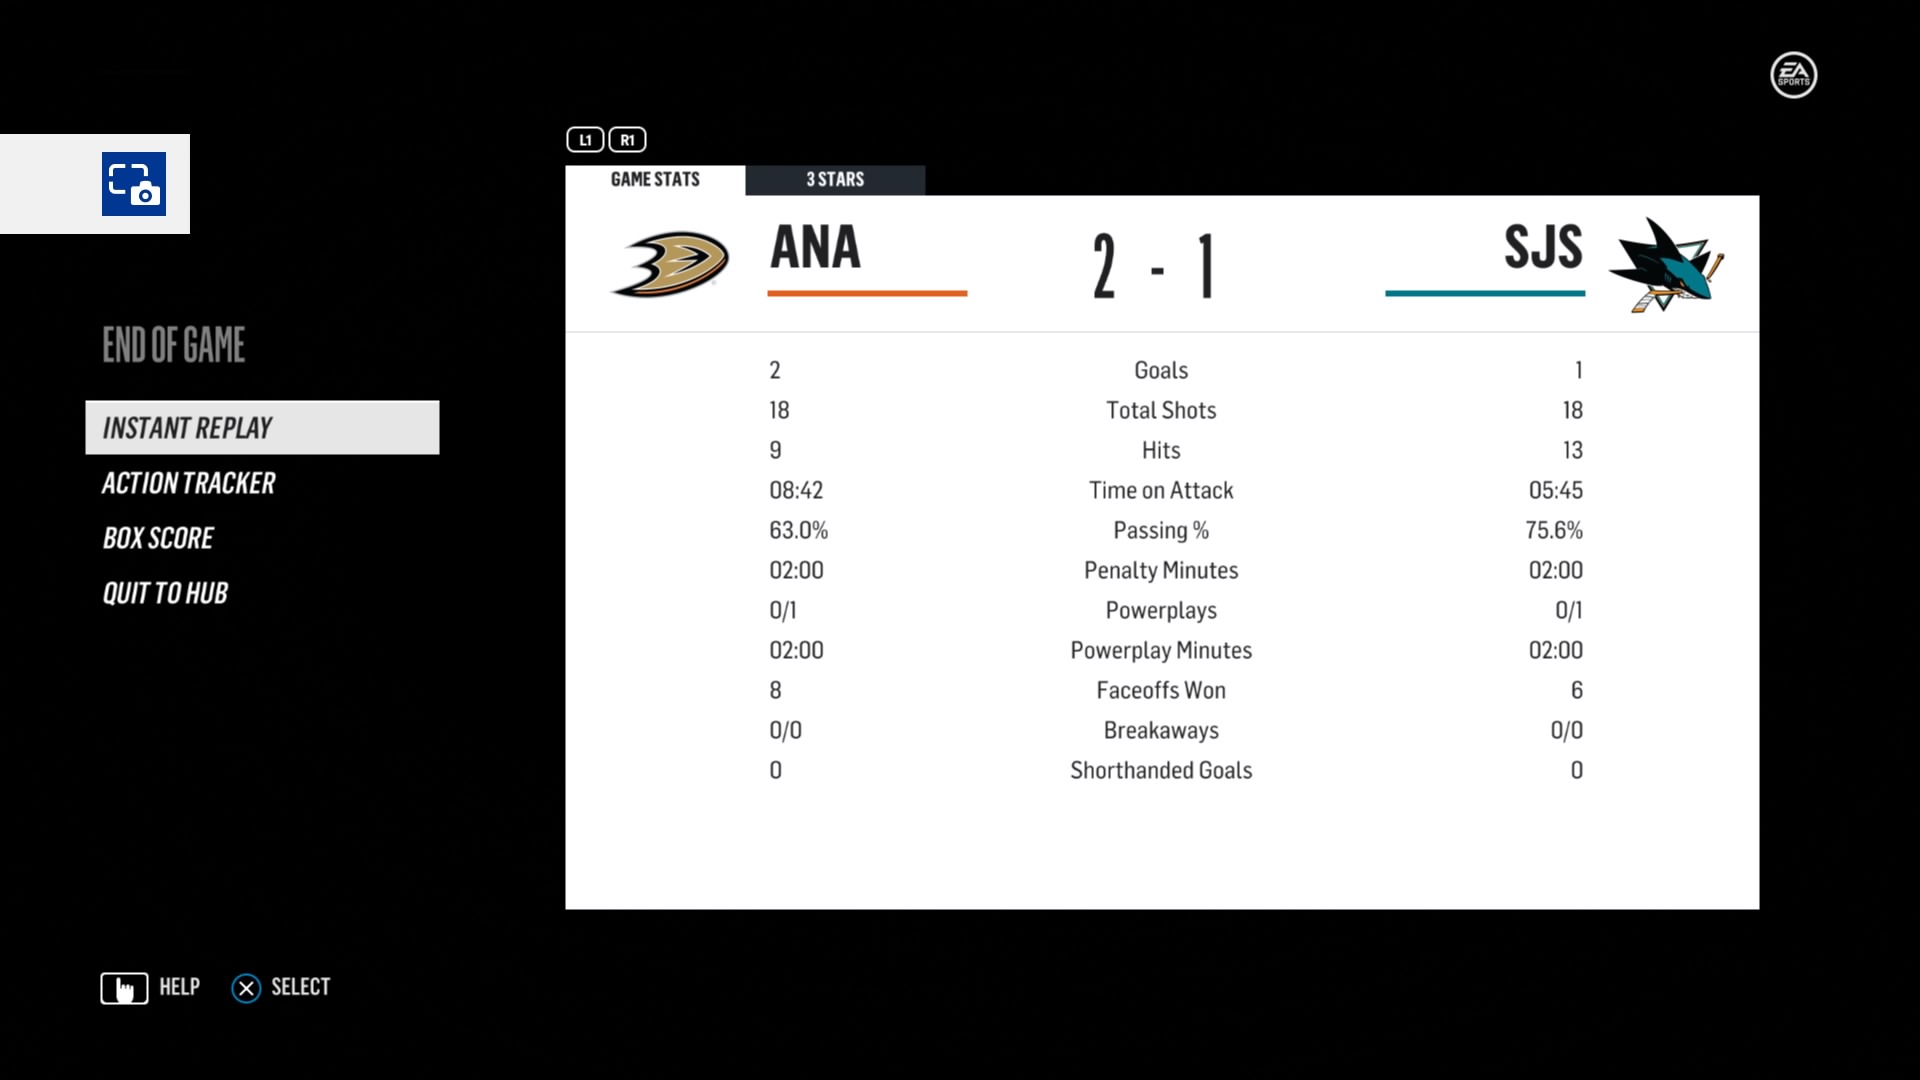 EA
SPORTS
L1 R1
GAME STATS 3 STARS
ANA 2 - 1 SJS
END OF GAME
INSTANT REPLAY
ACTION TRACKER
BOX SCORE
QUIT TO HUB
2 Goals 1
18 Total Shots 18
9 Hits 13
08:42 Time on Attack 05:45
63.0% Passing % 75.6%
02:00 Penalty Minutes 02:00
0/1 Powerplays 0/1
02:00 Powerplay Minutes 02:00
8 Faceoffs Won 6
0/0 Breakaways 0/0
0 Shorthanded Goals 0
HELP SELECT